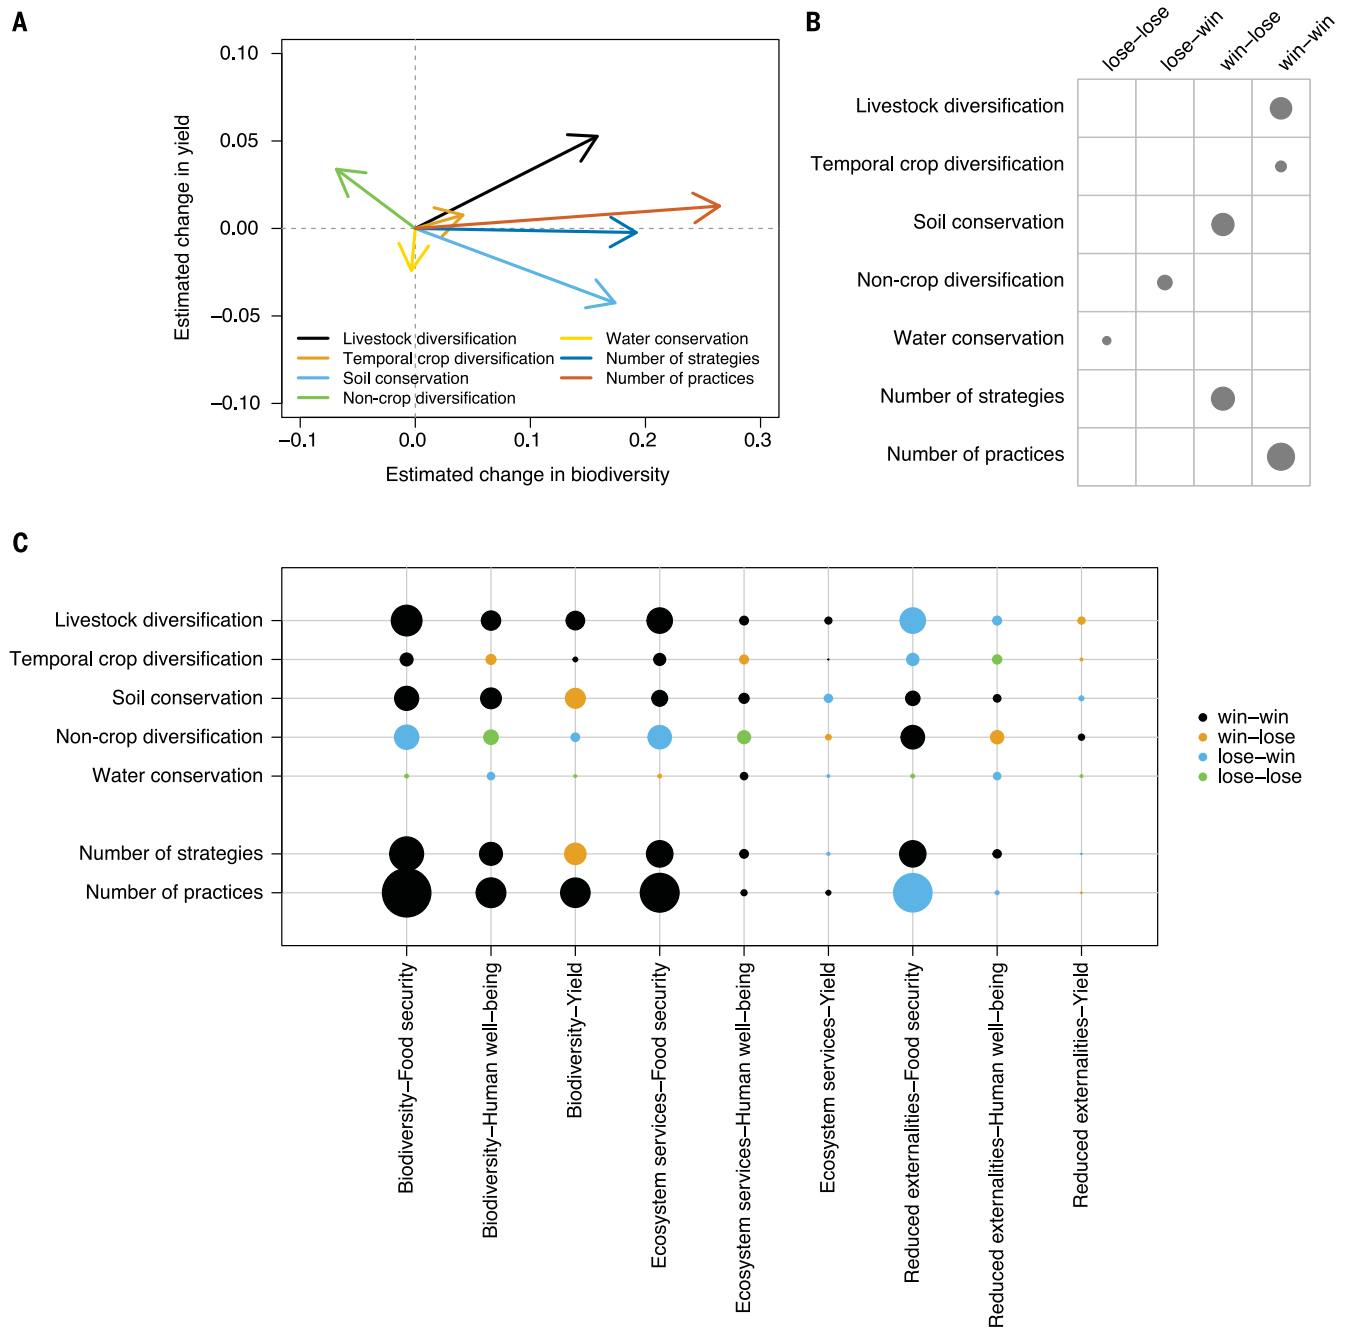 A
Estimated change in yield
0.10
0.05
0.00
−0.05
−0.10
Livestock diversification
Temporal crop diversification
Soil conservation
Non−crop diversification
Water conservation
Number of strategies
Number of practices
−0.1
0.0
0.1
0.2
0.3
Estimated change in biodiversity
B
lose−lose
lose−win
win−lose
win−win
Livestock diversification
Temporal crop diversification
Soil conservation
Non−crop diversification
Water conservation
Number of strategies
Number of practices
C
Livestock diversification
Temporal crop diversification
Soil conservation
Non−crop diversification
Water conservation
Number of strategies
Number of practices
win−win
win−lose
lose−win
lose−lose
Biodiversity−Food security
Biodiversity−Human well−being
Biodiversity−Yield
Ecosystem services−Food security
Ecosystem services−Human well−being
Ecosystem services−Yield
Reduced externalities−Food security
Reduced externalities−Human well−being
Reduced externalities−Yield